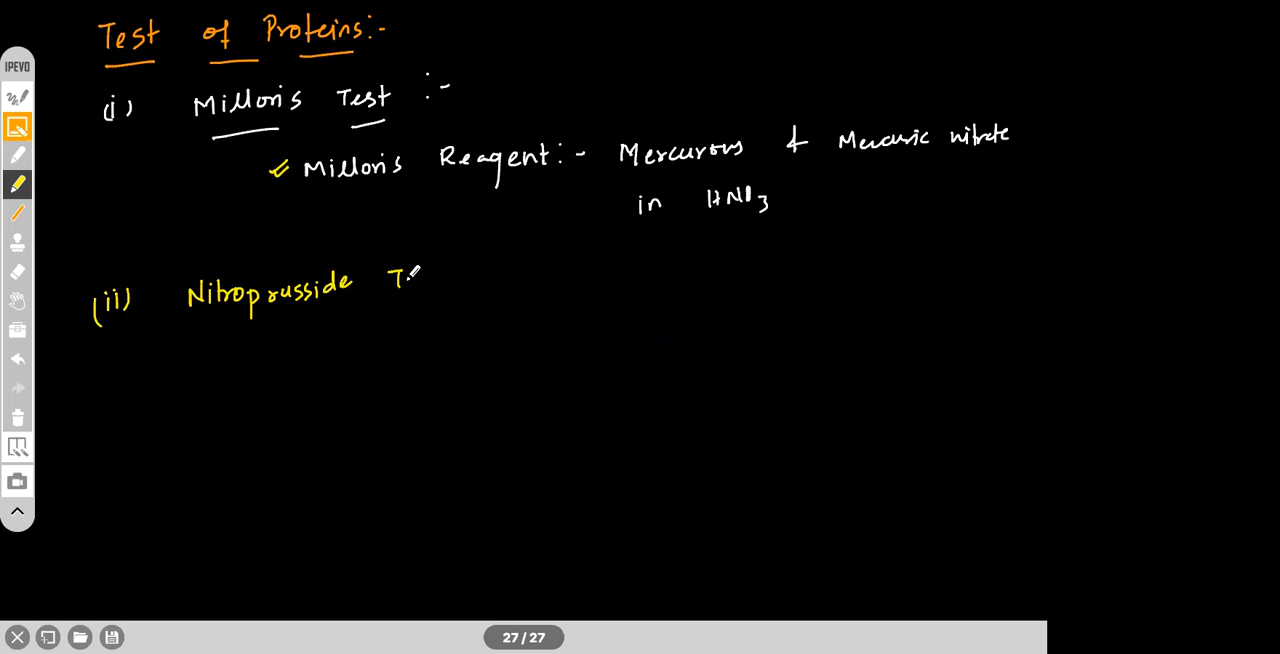 Test of Proteins:-
IPEVO
(i) Millon's Test :-
Millon's Reagent:- Mercurous & Mercuric nitrate
in HNO3
(ii) Nitroprusside T
27/27